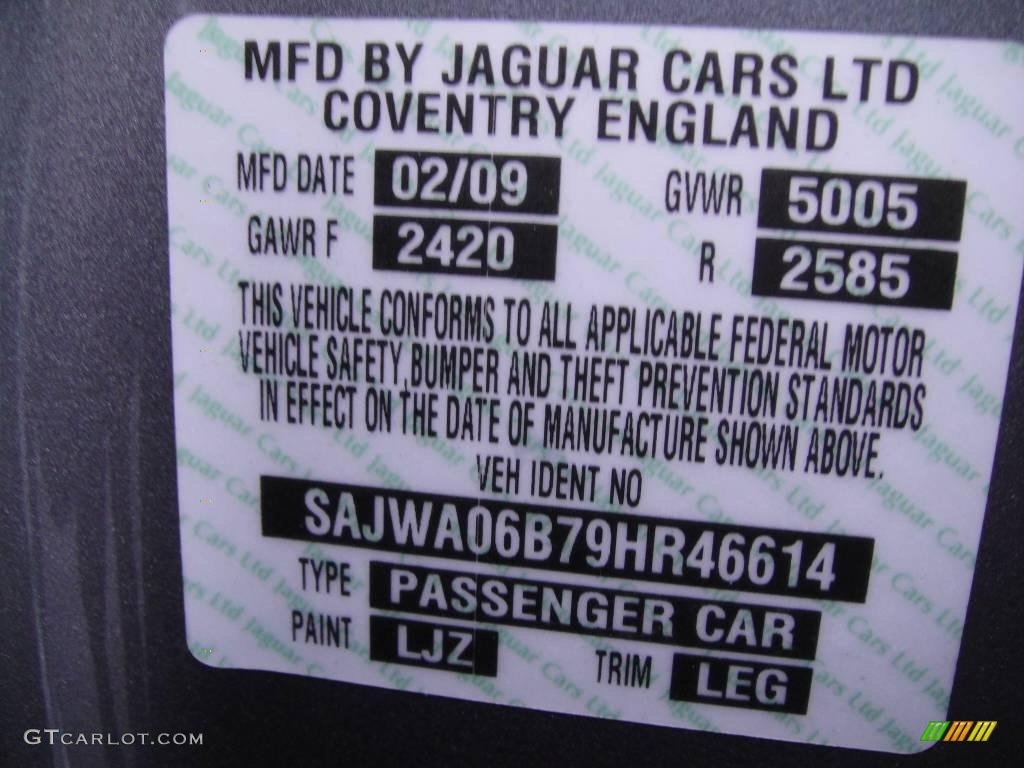 MFD BY JAGUAR CARS LTD
COVENTRY ENGLAND
MFD DATE 02/09 GVWR 5005
GAWR F 2420 R 2585
THIS VEHICLE CONFORMS TO ALL APPLICABLE FEDERAL MOTOR
VEHICLE SAFETY, BUMPER AND THEFT PREVENTION STANDARDS
IN EFFECT ON THE DATE OF MANUFACTURE SHOWN ABOVE.
VEH IDENT NO
SAJWA06B79HR46614
TYPE PASSENGER CAR
PAINT LJZ TRIM LEG
GTCARLOT.COM